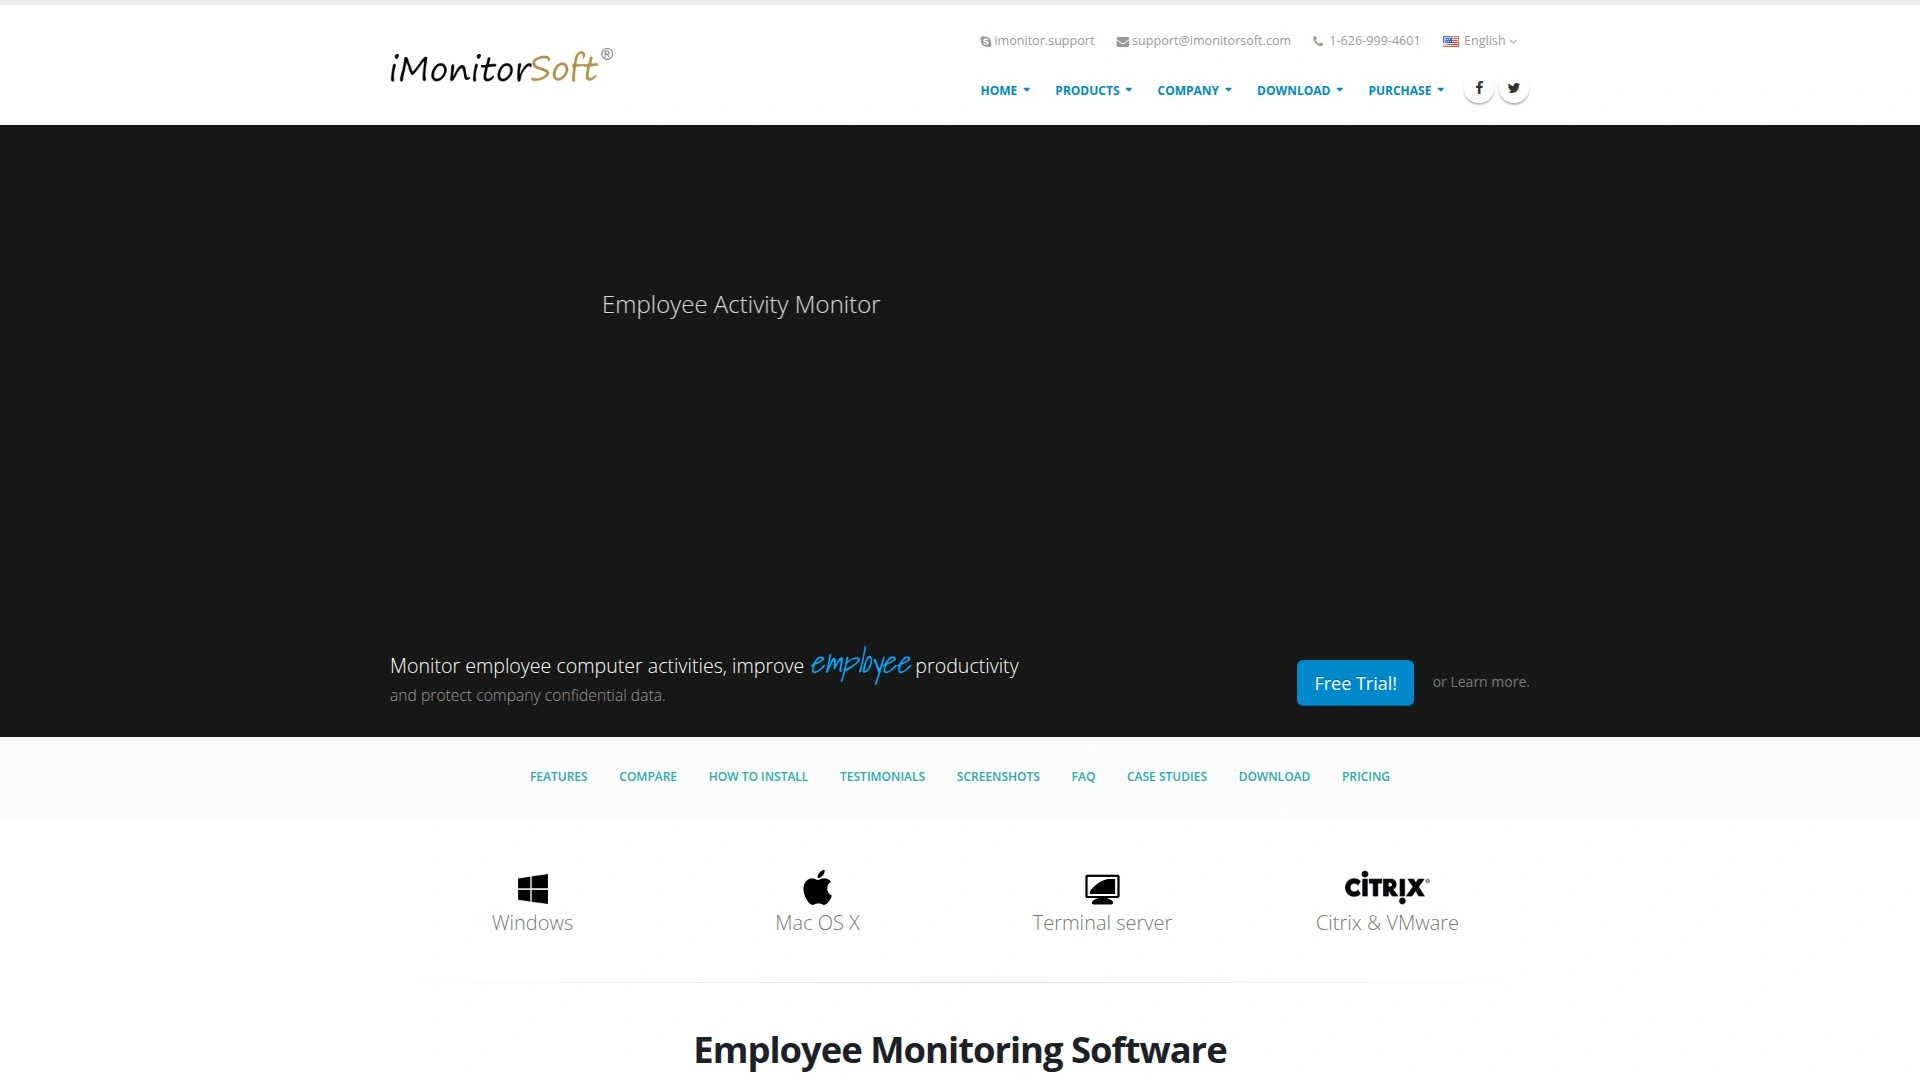 imonitor.support support@imonitorsoft.com 1-626-999-4601 English
iMonitorSoft®
HOME PRODUCTS COMPANY DOWNLOAD PURCHASE
Employee Activity Monitor
Monitor employee computer activities, improve employee productivity
and protect company confidential data.
Free Trial! or Learn more.
FEATURES COMPARE HOW TO INSTALL TESTIMONIALS SCREENSHOTS FAQ CASE STUDIES DOWNLOAD PRICING
CiTRIX®
Windows Mac OS X Terminal server Citrix & VMware
Employee Monitoring Software